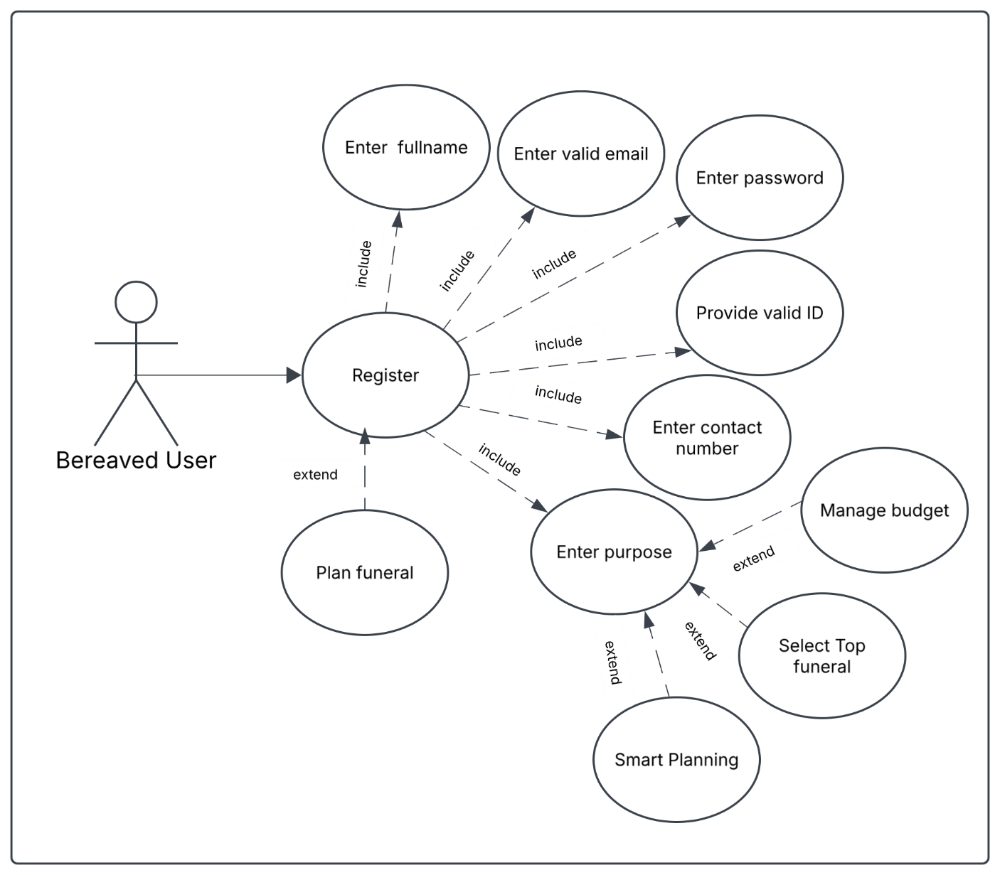 Enter  fullname
Enter valid email
Enter password
include
include
include
Provide valid ID
include
Register
include
Enter contact
number
Bereaved User
include
extend
Manage budget
Enter purpose
extend
Plan funeral
extend
extend
Select Top
funeral
Smart Planning